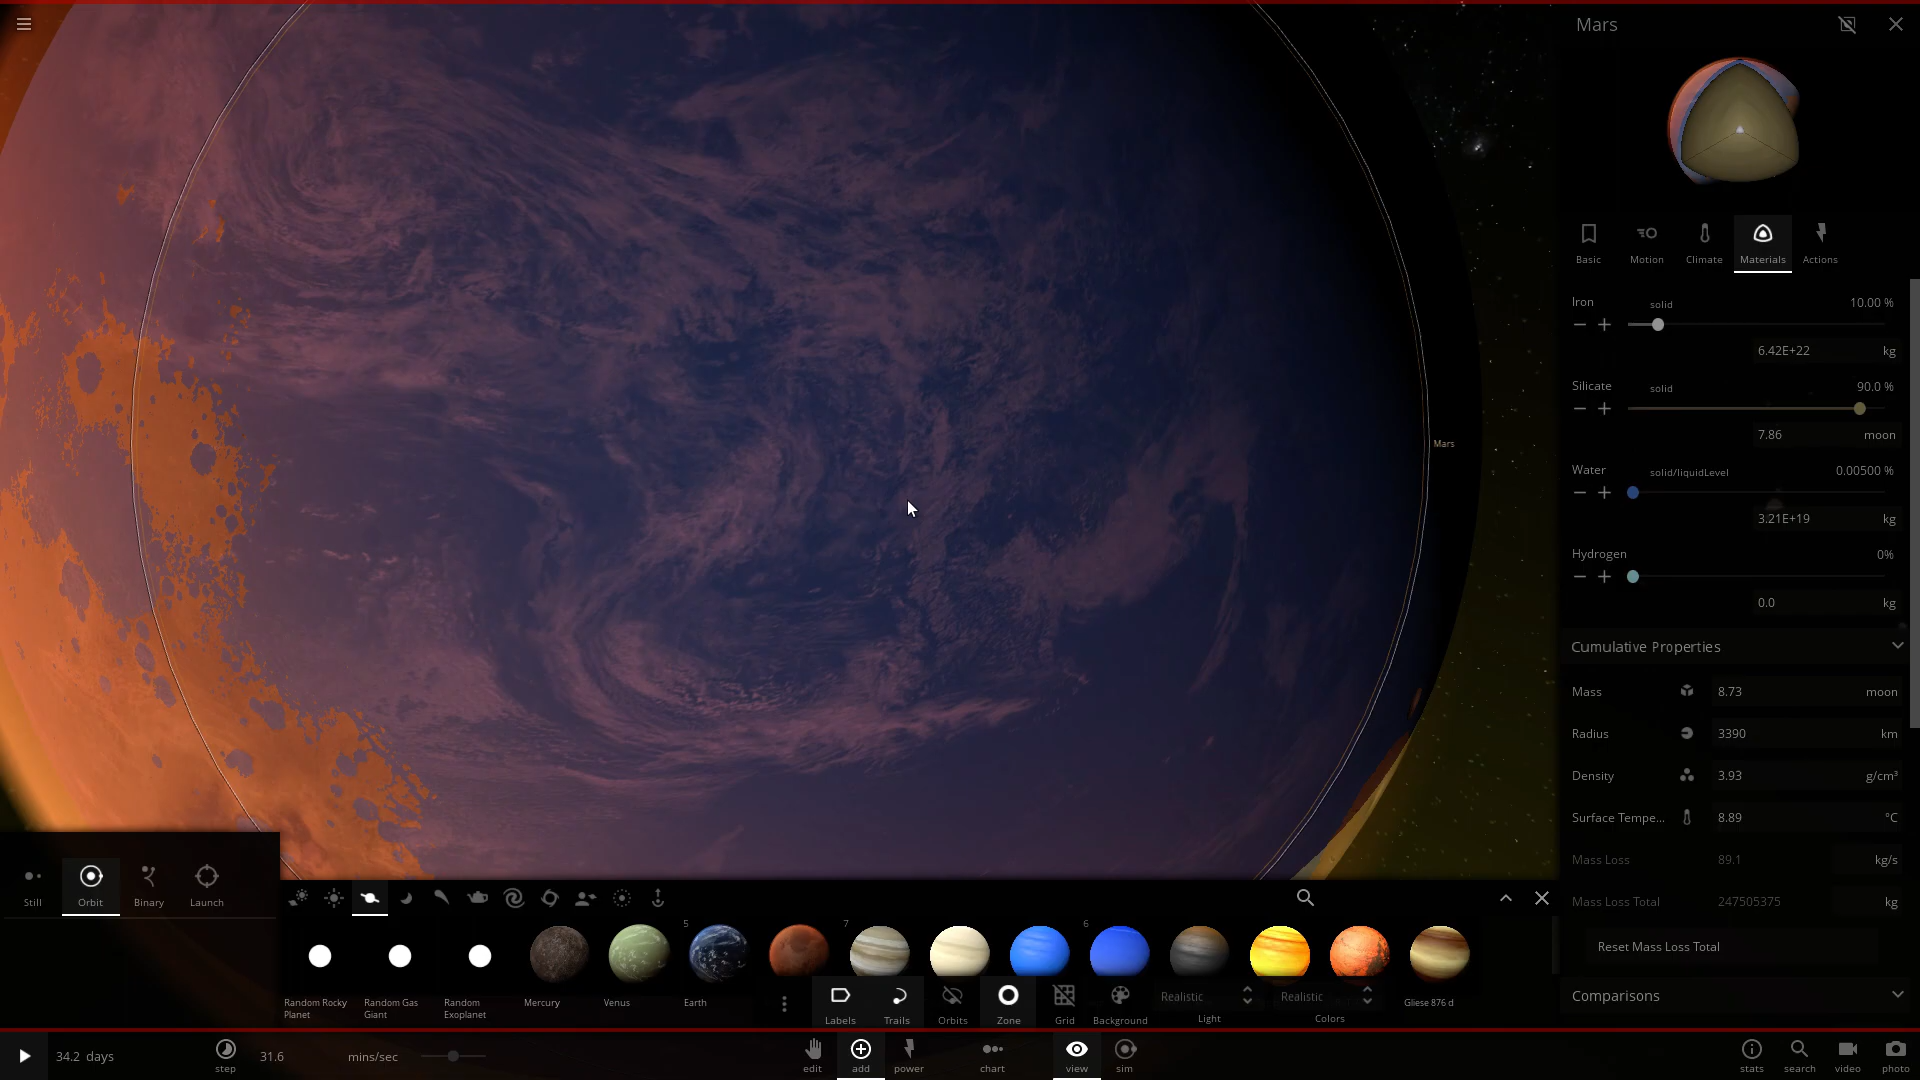 Mars
Basic
Motion
Climate
Materials
Actions
Iron
solid
10.00 %
6.42E+22
kg
Silicate
solid
90.0 %
7.86
moon
Mars
Water
solid/liquidLevel
0.00500 %
3.21E+19
kg
Hydrogen
0%
0.0
kg
Cumulative Properties
Mass
8.73
moon
Radius
3390
km
Density
3.93
g/cm³
Surface Tempe...
8.89
°C
Mass Loss
89.1
kg/s
Mass Loss Total
247505375
kg
Reset Mass Loss Total
Comparisons
Still
Orbit
Binary
Launch
5
7
6
Random Rocky
Planet
Random Gas
Giant
Random
Exoplanet
Mercury
Venus
Earth
Gliese 876 d
Labels
Trails
Orbits
Zone
Grid
Background
Realistic
Light
Realistic
Colors
34.2 days
step
31.6
mins/sec
edit
add
power
chart
view
sim
stats
search
video
photo